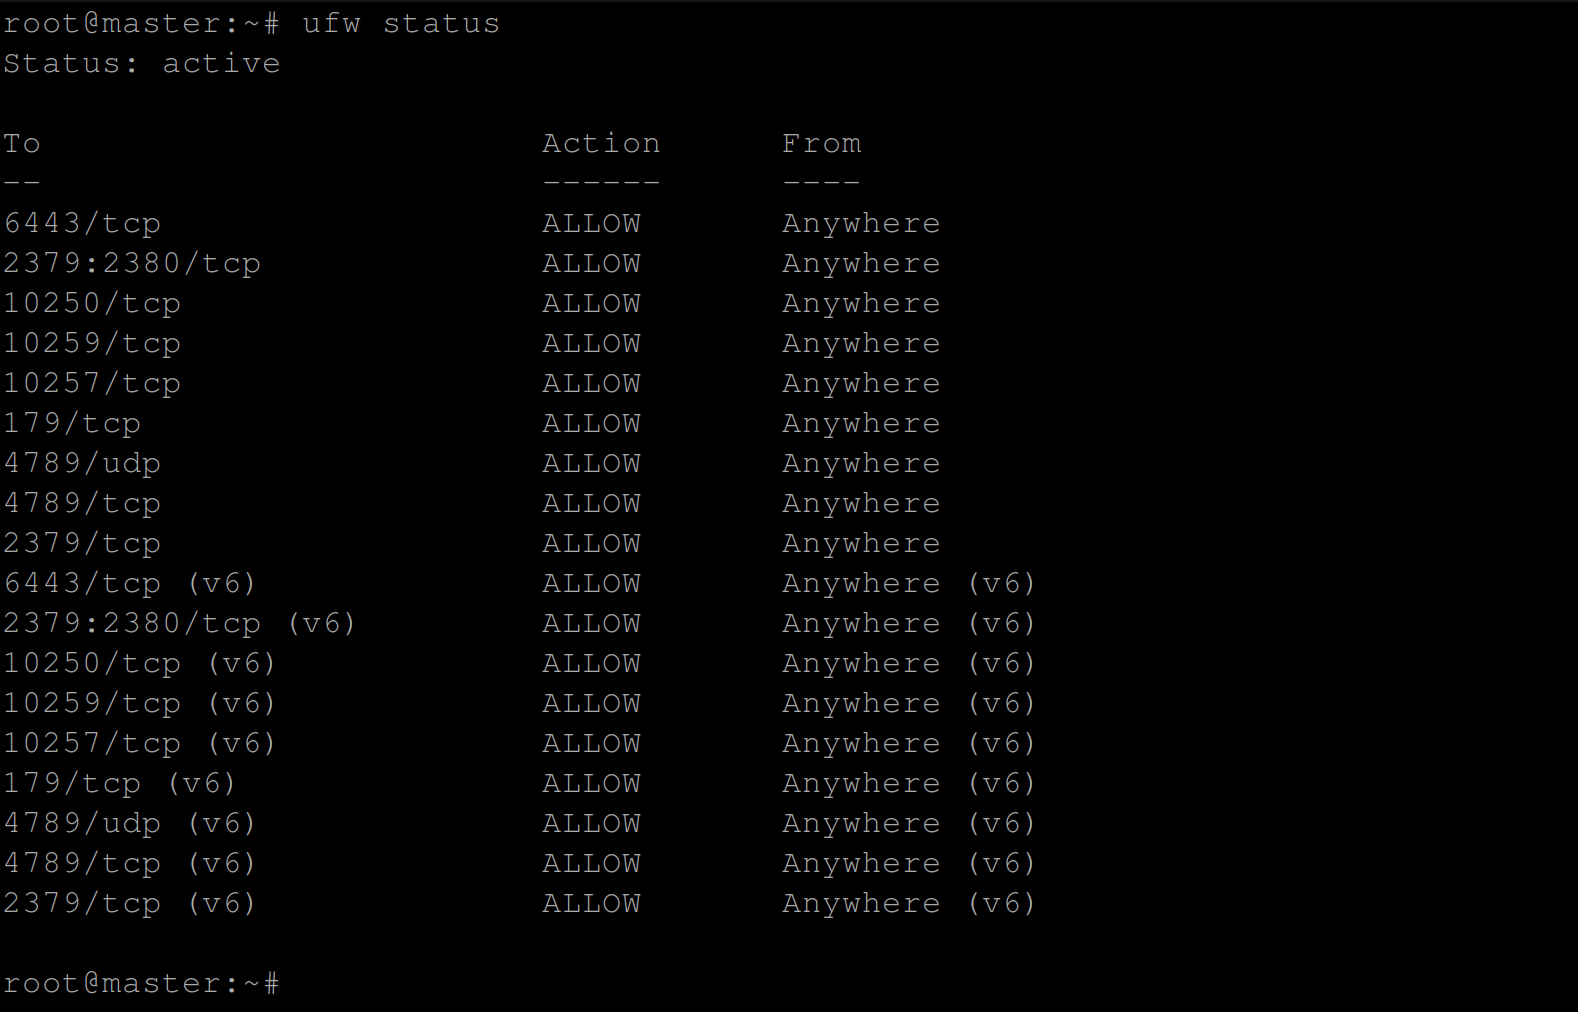 root@master:~# ufw status
Status: active

To                         Action      From
--                         ------      ----
6443/tcp                   ALLOW       Anywhere
2379:2380/tcp              ALLOW       Anywhere
10250/tcp                  ALLOW       Anywhere
10259/tcp                  ALLOW       Anywhere
10257/tcp                  ALLOW       Anywhere
179/tcp                    ALLOW       Anywhere
4789/udp                   ALLOW       Anywhere
4789/tcp                   ALLOW       Anywhere
2379/tcp                   ALLOW       Anywhere
6443/tcp (v6)              ALLOW       Anywhere (v6)
2379:2380/tcp (v6)         ALLOW       Anywhere (v6)
10250/tcp (v6)             ALLOW       Anywhere (v6)
10259/tcp (v6)             ALLOW       Anywhere (v6)
10257/tcp (v6)             ALLOW       Anywhere (v6)
179/tcp (v6)               ALLOW       Anywhere (v6)
4789/udp (v6)              ALLOW       Anywhere (v6)
4789/tcp (v6)              ALLOW       Anywhere (v6)
2379/tcp (v6)              ALLOW       Anywhere (v6)

root@master:~#